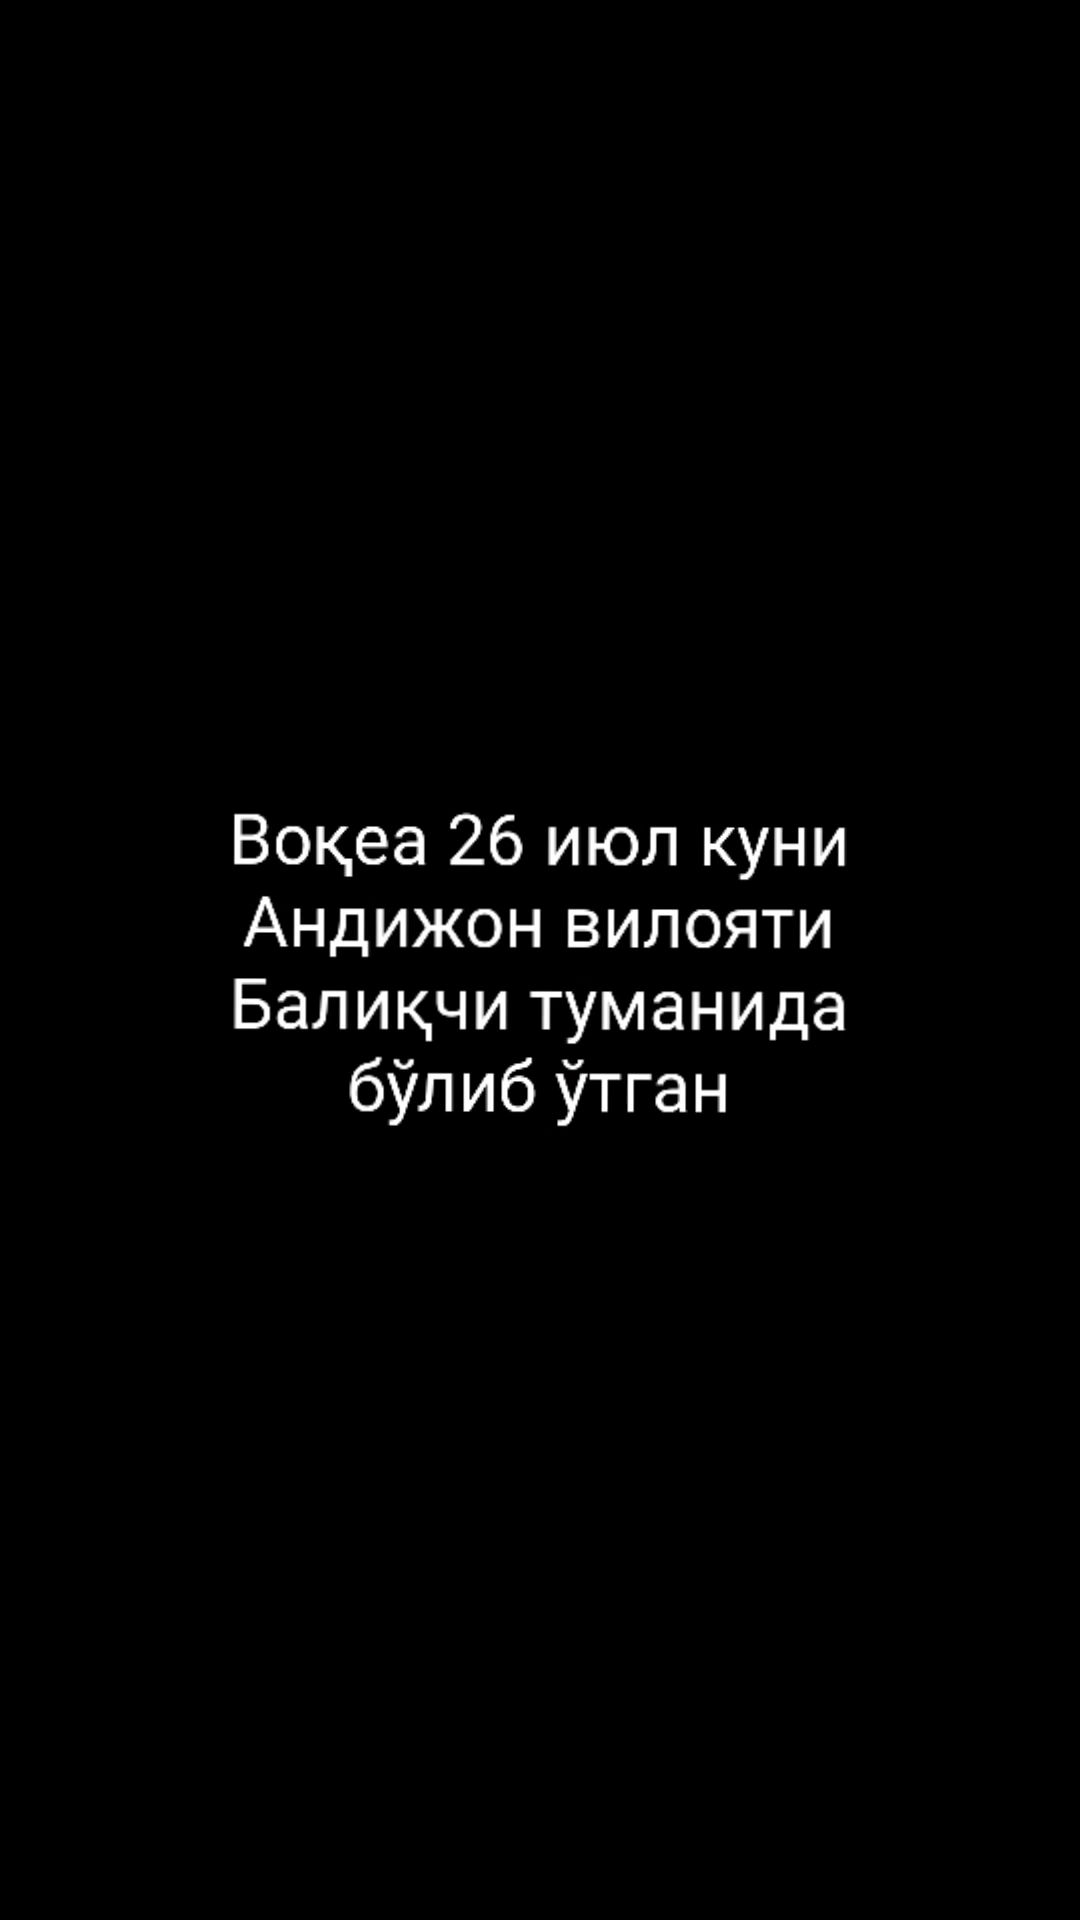 Воқеа 26 июл куни
Андижон вилояти
Балиқчи туманида
бўлиб ўтган